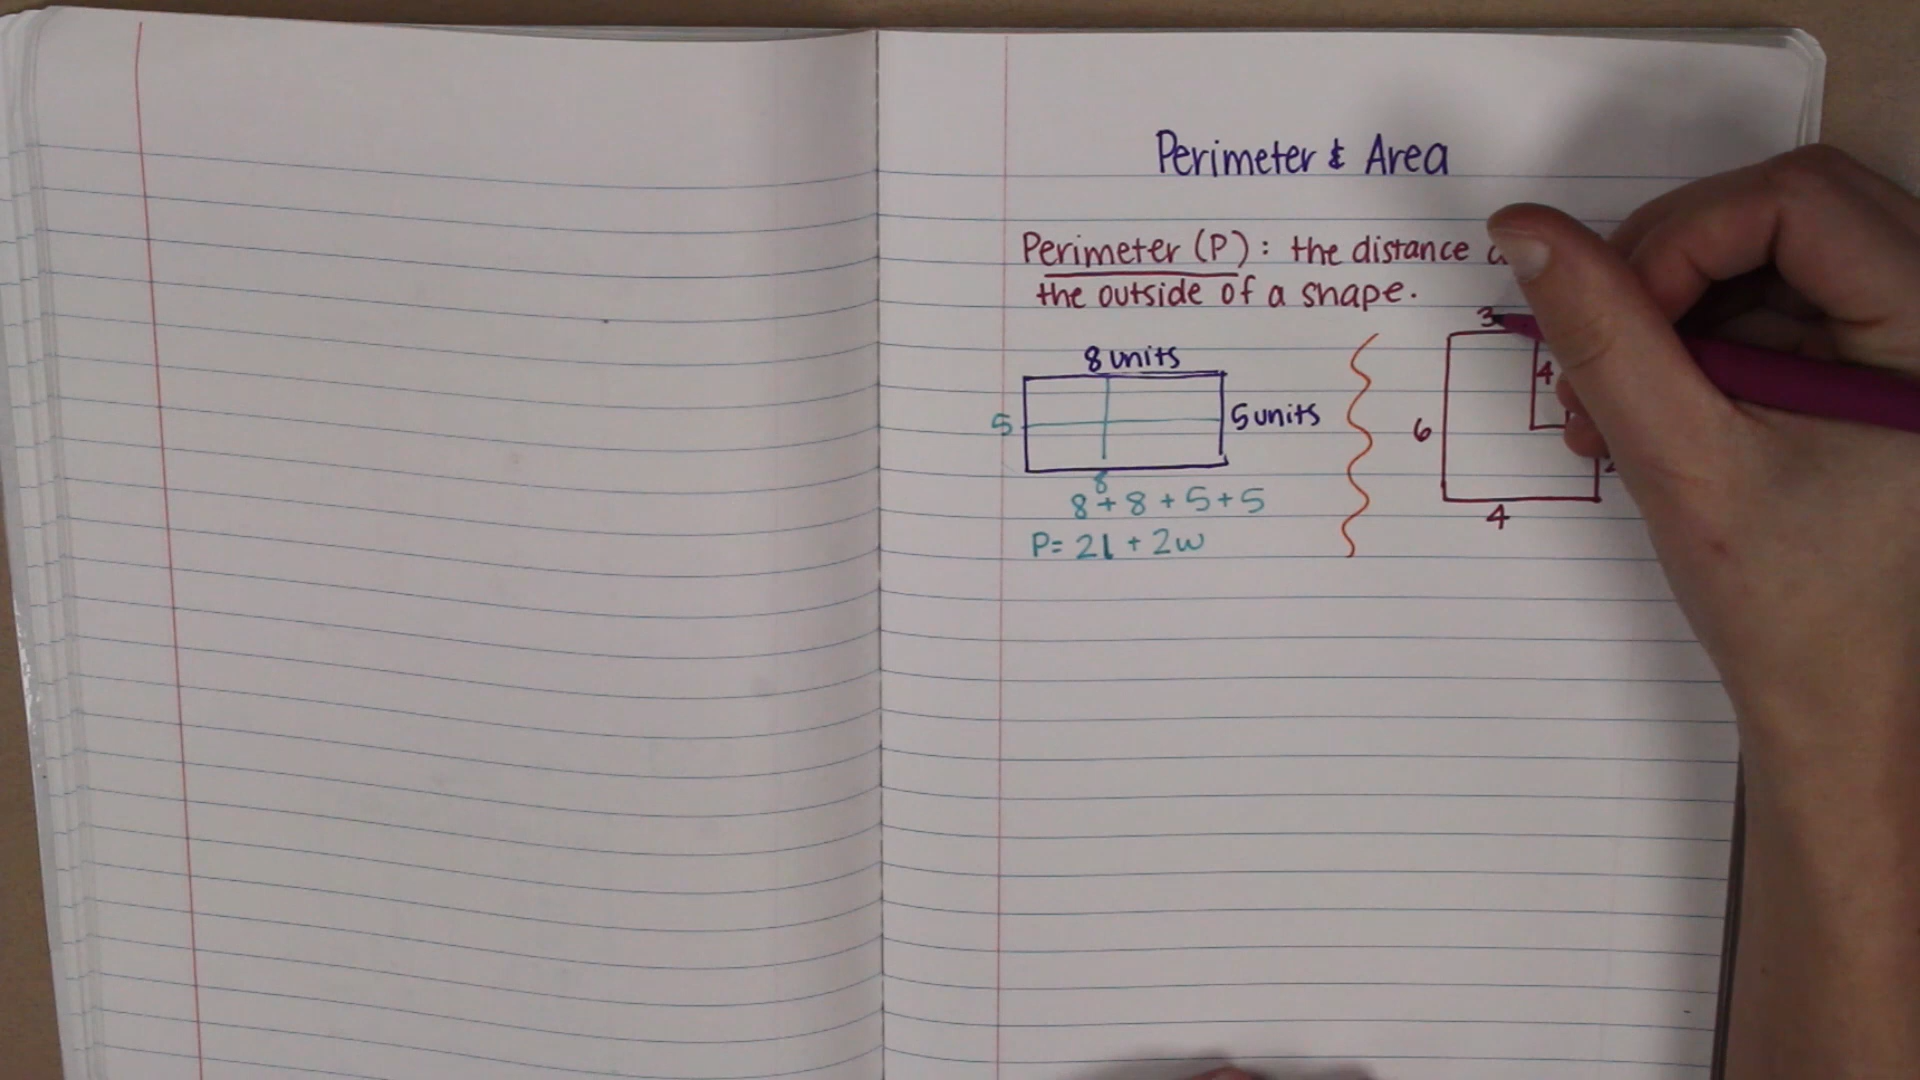 Perimeter & Area
Perimeter (P): the distance
the outside of a shape.
8 units
5
5 units
8
8 + 8 + 5 + 5
P = 2l + 2w
3
4
6
4